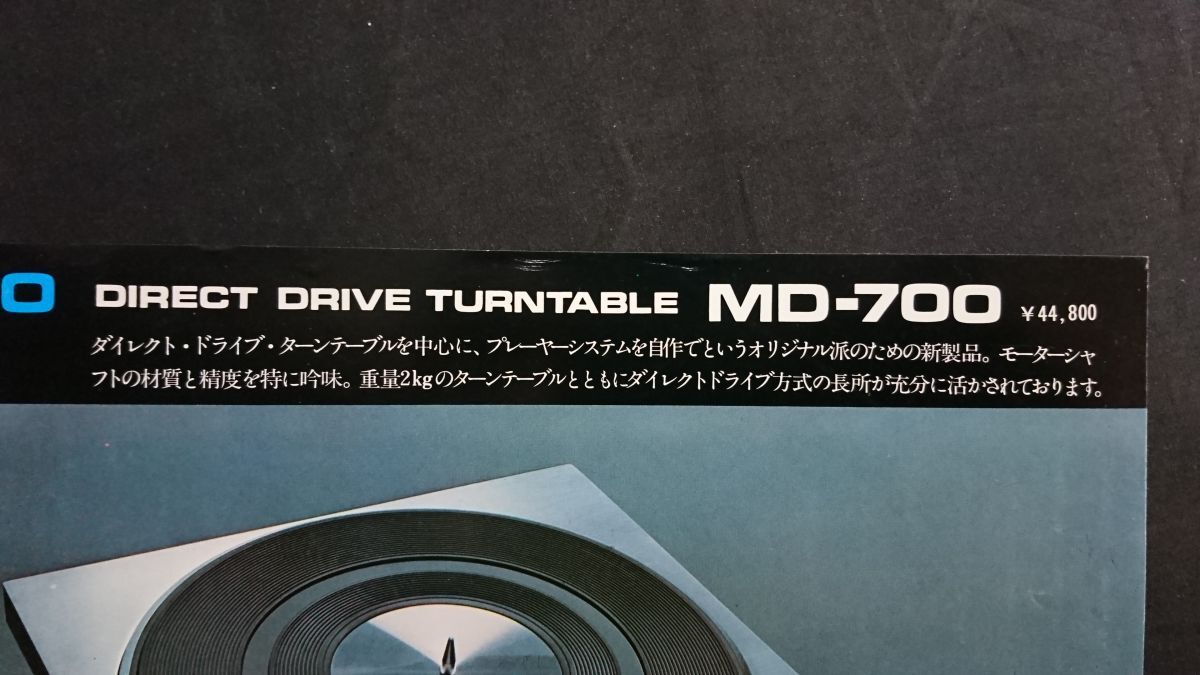 O DIRECT DRIVE TURNTABLE MD-700 ¥44,800
ダイレクト・ドライブ・ターンテーブルを中心に、プレーヤーシステムを自作でというオリジナル派のための新製品。モーターシャ
フトの材質と精度を特に吟味。重量2kgのターンテーブルとともにダイレクトドライブ方式の長所が充分に活かされております。